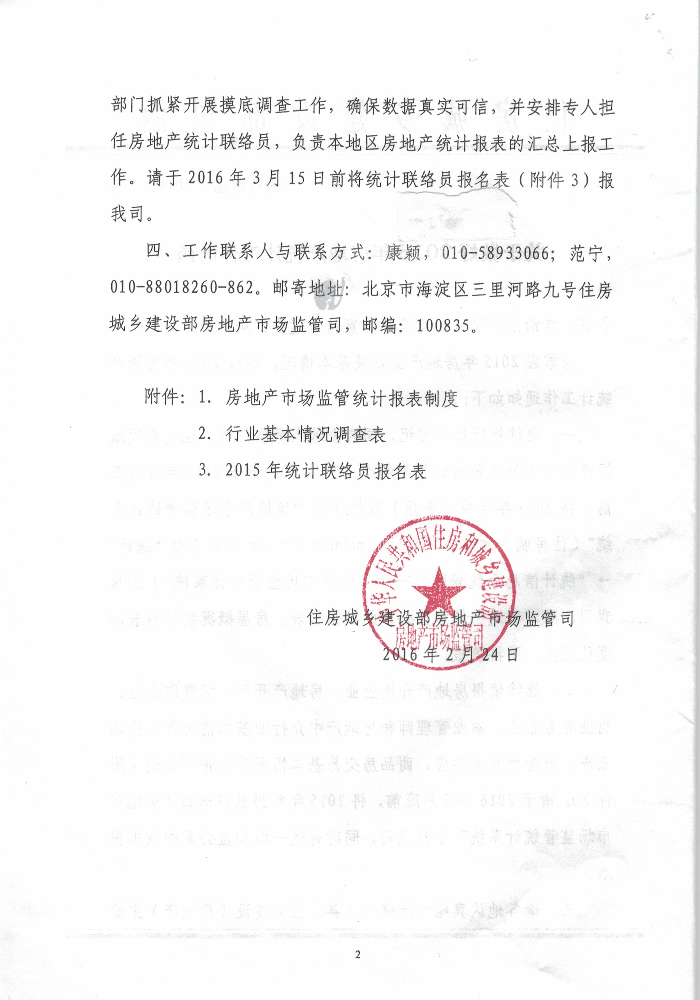 部门抓紧开展摸底调查工作，确保数据真实可信，并安排专人担
任房地产统计联络员，负责本地区房地产统计报表的汇总上报工
作。请于 2016 年 3 月 15 日前将统计联络员报名表（附件 3）报
我司。
四、工作联系人与联系方式：康颖，010-58933066；范宁，
010-88018260-862。邮寄地址：北京市海淀区三里河路九号住房
城乡建设部房地产市场监管司，邮编：100835。
附件：1. 房地产市场监管统计报表制度
2. 行业基本情况调查表
3. 2015 年统计联络员报名表
中华人民共和国住房和城乡建设部
住房城乡建设部房地产市场监管司
房地产市场监管司
2016 年 2 月 24 日
2